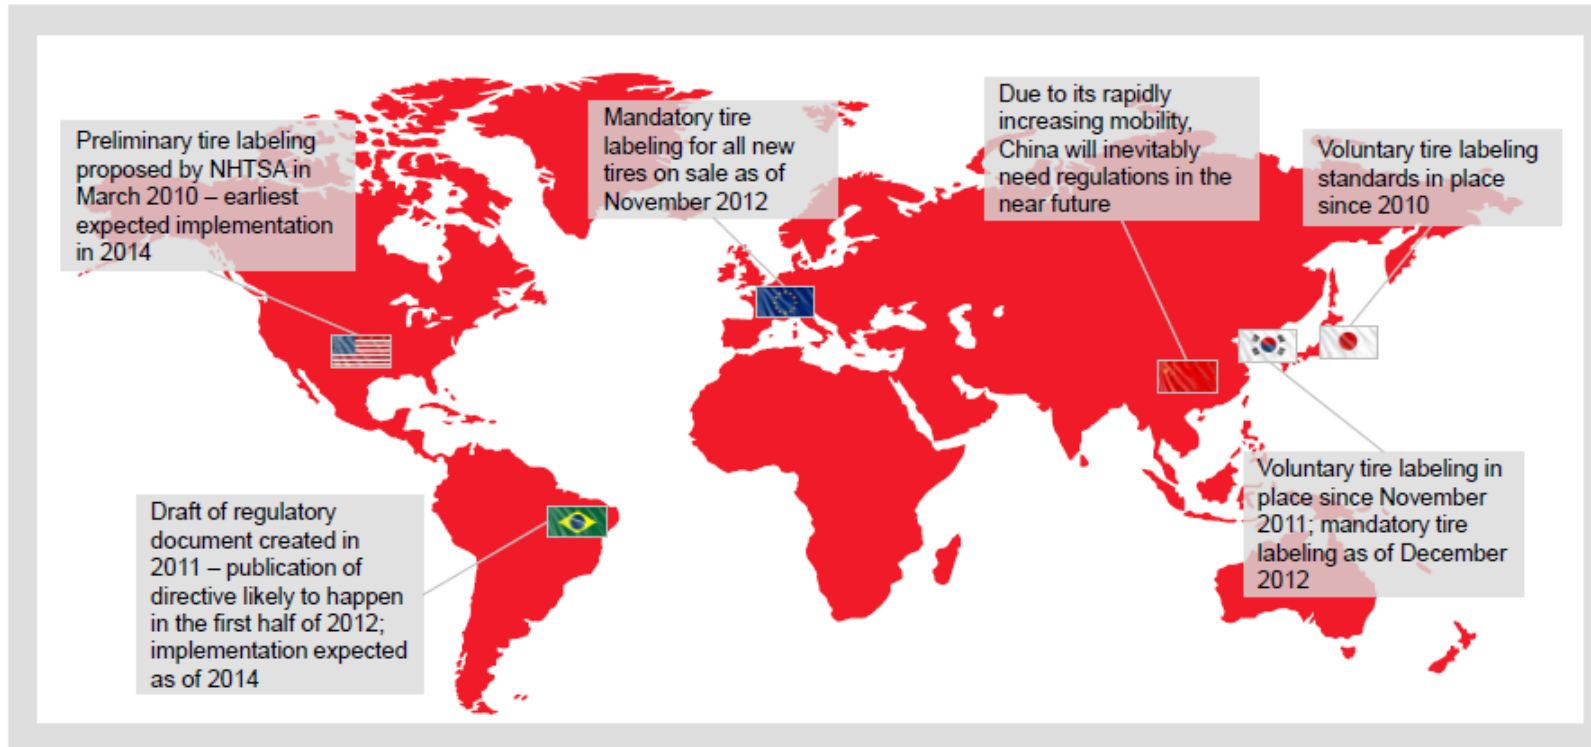 Preliminary tire labeling
proposed by NHTSA in
March 2010 – earliest
expected implementation
in 2014
Mandatory tire
labeling for all new
tires on sale as of
November 2012
Due to its rapidly
increasing mobility,
China will inevitably
need regulations in the
near future
Voluntary tire labeling
standards in place
since 2010
Draft of regulatory
document created in
2011 – publication of
directive likely to happen
in the first half of 2012;
implementation expected
as of 2014
Voluntary tire labeling in
place since November
2011; mandatory tire
labeling as of December
2012